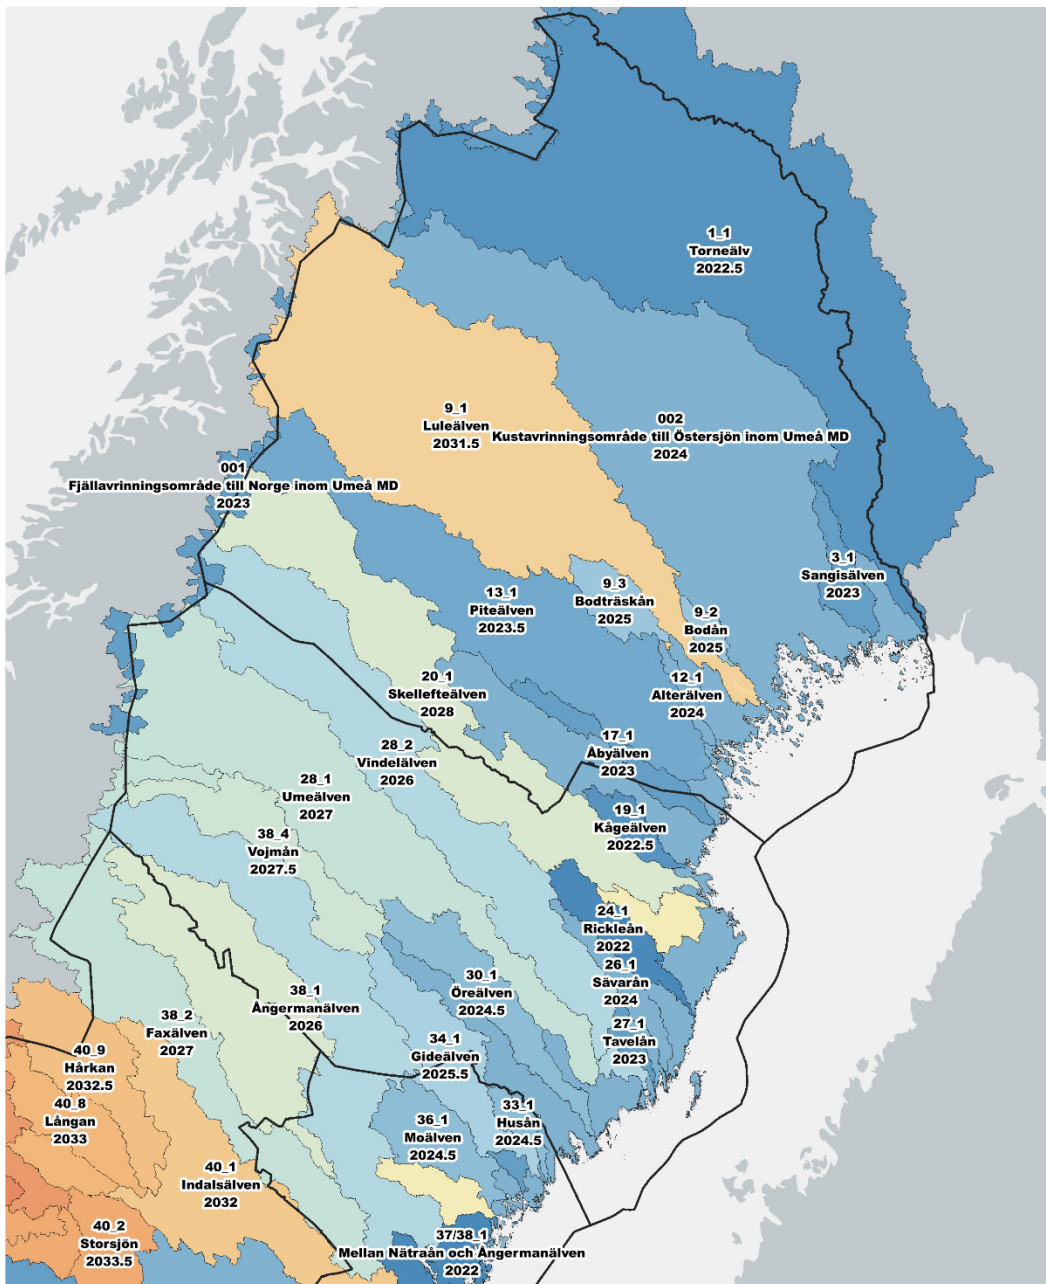 1_1
Torneälv
2022.5
9_1
Luleälven
2031.5
002
Kustavrinningsområde till Östersjön inom Umeå MD
2024
001
Fjällavrinningsområde till Norge inom Umeå MD
2023
3_1
Sangisälven
2023
13_1
Piteälven
2023.5
9_3
Bodträskån
2025
9_2
Bodån
2025
20_1
Skellefteälven
2028
12_1
Alterälven
2024
28_2
Vindelälven
2026
17_1
Åbyälven
2023
28_1
Umeälven
2027
19_1
Kågeälven
2022.5
38_4
Vojmån
2027.5
24_1
Rickleån
2022
26_1
Sävarån
2024
30_1
Öreälven
2024.5
38_1
Ångermanälven
2026
38_2
Faxälven
2027
27_1
Tavelån
2023
34_1
Gideälven
2025.5
40_9
Hårkan
2032.5
40_8
Långan
2033
33_1
Husån
2024.5
36_1
Moälven
2024.5
40_1
Indalsälven
2032
40_2
Storsjön
2033.5
37/38_1
Mellan Nätraån och Ångermanälven
2022